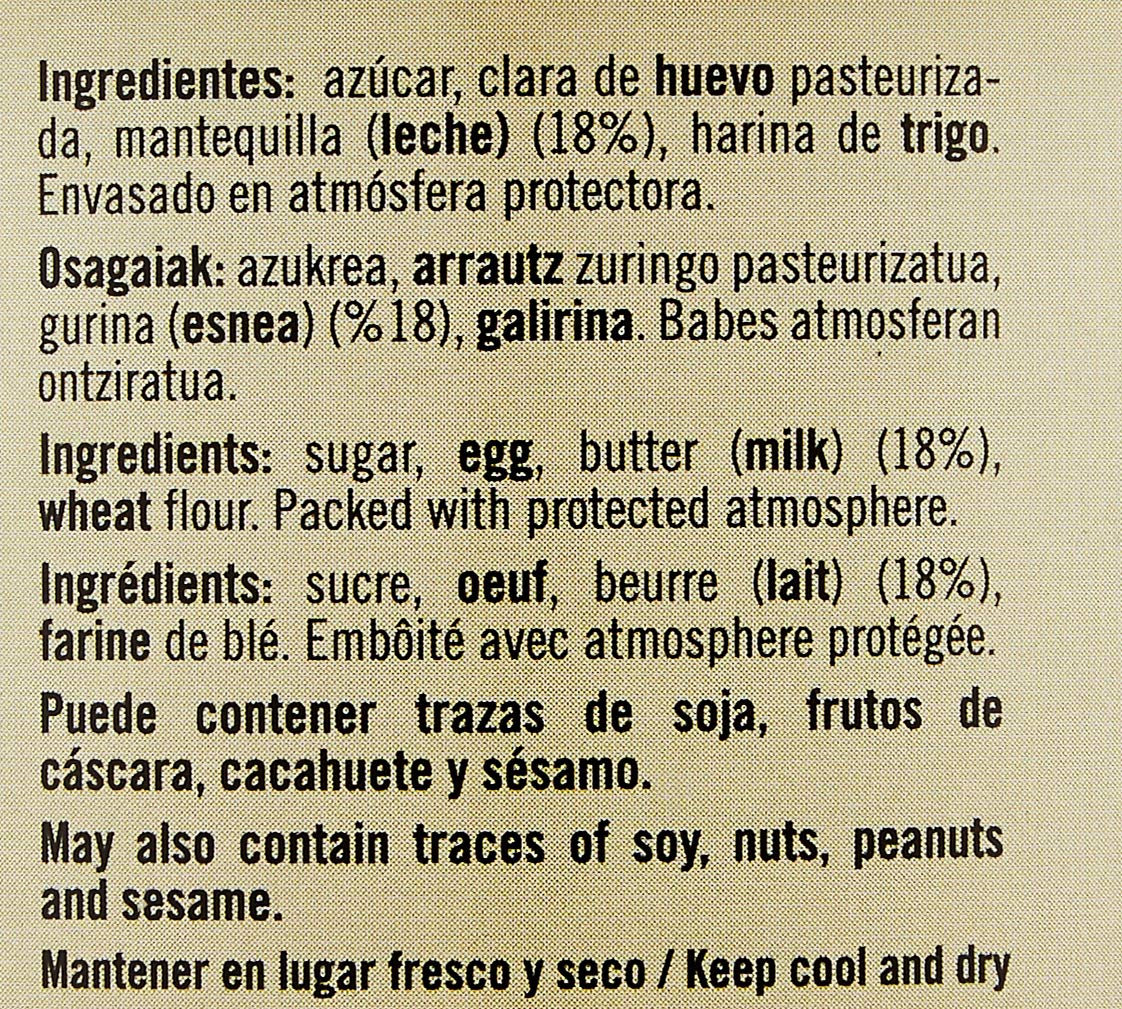 Ingredientes: azúcar, clara de huevo pasteuriza-
da, mantequilla (leche) (18%), harina de trigo.
Envasado en atmósfera protectora.
Osagaiak: azukrea, arrautz zuringo pasteurizatua,
gurina (esnea) (%18), galirina. Babes atmosferan
ontziratua.
Ingredients: sugar, egg, butter (milk) (18%),
wheat flour. Packed with protected atmosphere.
Ingrédients: sucre, oeuf, beurre (lait) (18%),
farine de blé. Embôité avec atmosphere protégée.
Puede contener trazas de soja, frutos de
cáscara, cacahuete y sésamo.
May also contain traces of soy, nuts, peanuts
and sesame.
Mantener en lugar fresco y seco / Keep cool and dry